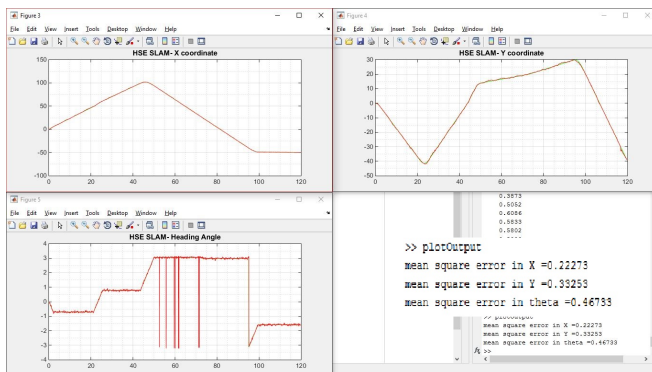 Figure 3
File Edit View Insert Tools Desktop Window Help
HSE SLAM- X coordinate
150
100
50
0
-50
-100
0 20 40 60 80 100 120
Figure 4
File Edit View Insert Tools Desktop Window Help
HSE SLAM- Y coordinate
30
20
10
0
-10
-20
-30
-40
-50
0 20 40 60 80 100 120
Figure 5
File Edit View Insert Tools Desktop Window Help
HSE SLAM- Heading Angle
4
3
2
1
0
-1
-2
-3
-4
0 20 40 60 80 100 120
0.3873
0.5052
0.6086
0.5833
0.5802
>> plotOutput
mean square error in X =0.22273
mean square error in Y =0.33253
mean square error in theta =0.46733
>> plotOutput
mean square error in X =0.22273
mean square error in Y =0.33253
mean square error in theta =0.46733
fx >>